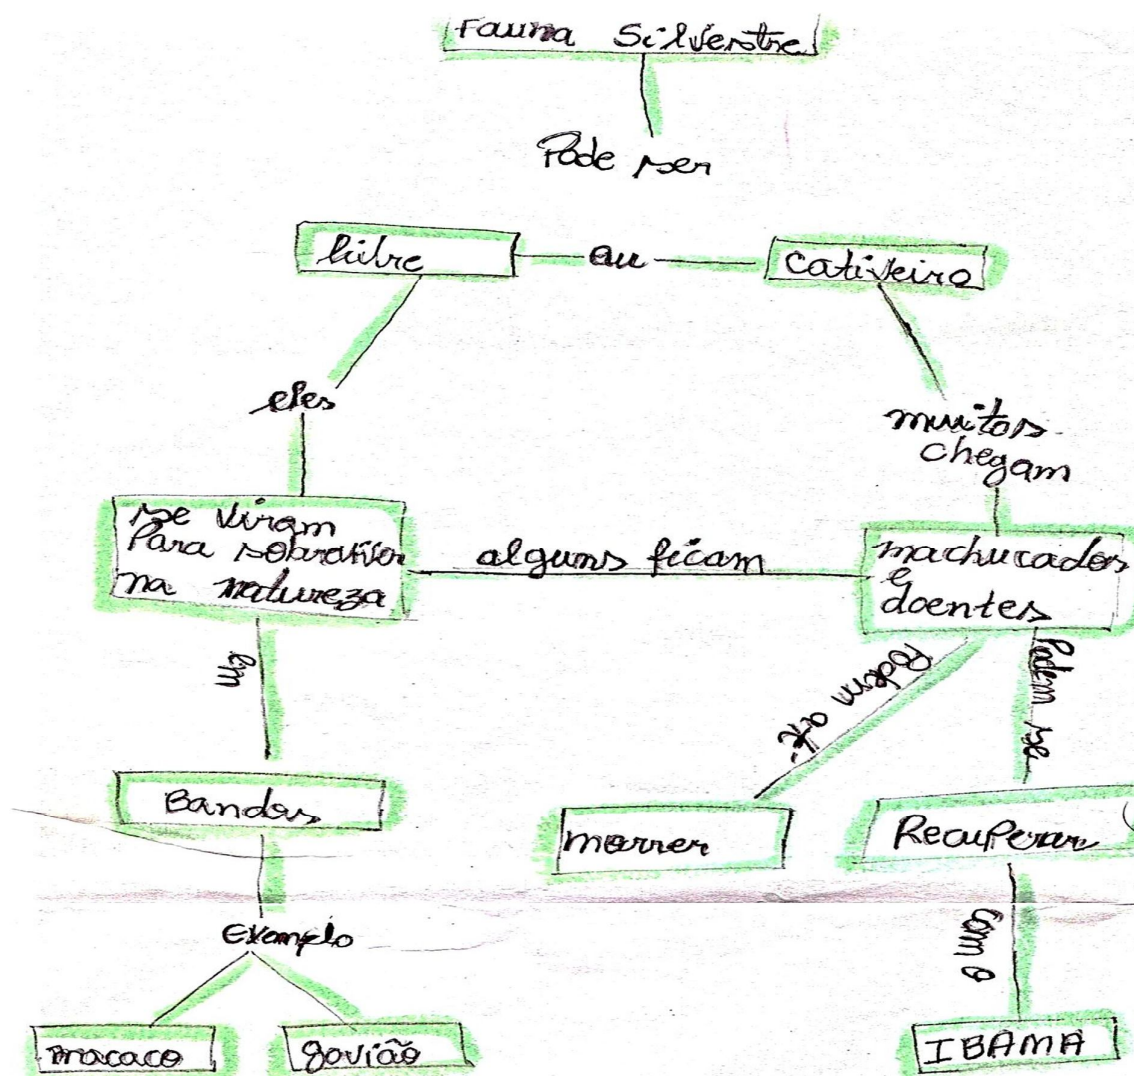 Fauna Silvestre
Pode ser
livre
ou
cativeiro
eles
muitos
chegam
se viram
Para sobreviver
na natureza
alguns ficam
machucados
e
doentes
em
Podem até
Podem se
Bandos
morrer
Recuperar
Exemplo
com o
macaco
gavião
IBAMA